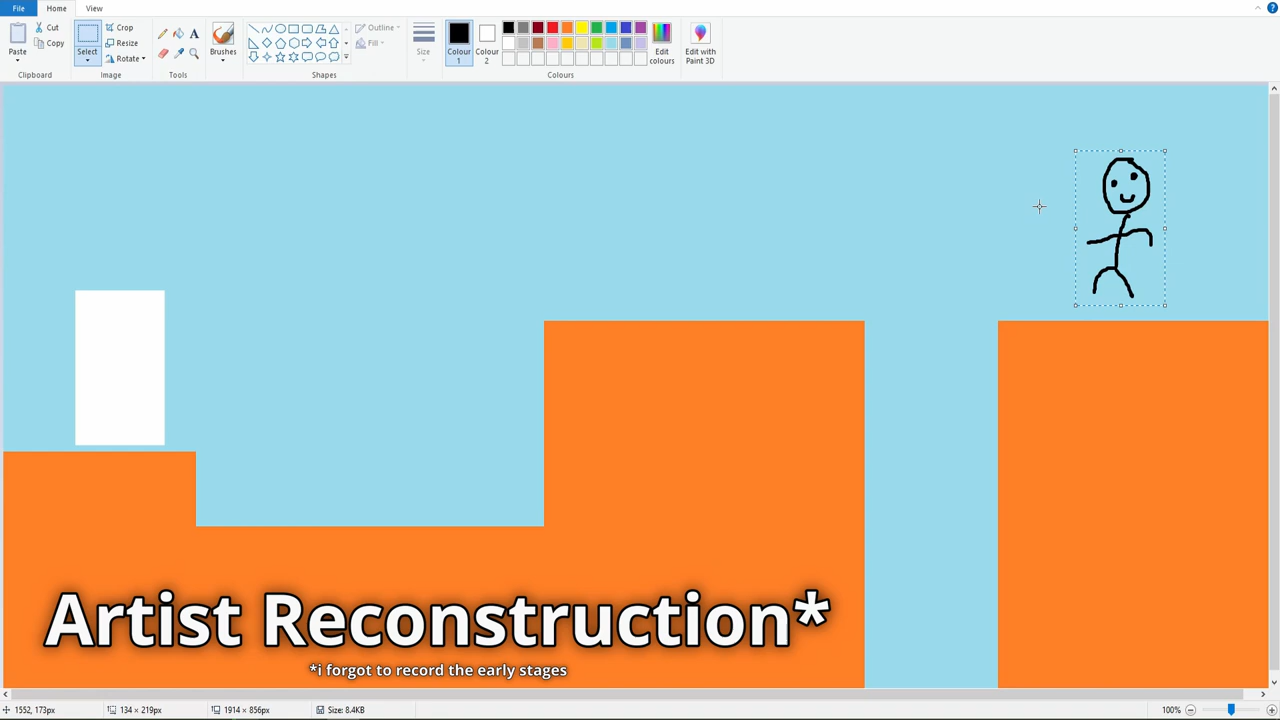 File Home View
Paste
Cut
Copy
Clipboard
Select
Crop
Resize
Rotate
Image
A
Tools
Brushes
Outline
Fill
Shapes
Size
Colour 1
Colour 2
Edit colours
Edit with Paint 3D
Colours
Artist Reconstruction*
*i forgot to record the early stages
1552, 173px
134 × 219px
1914 × 856px
Size: 8.4KB
100%